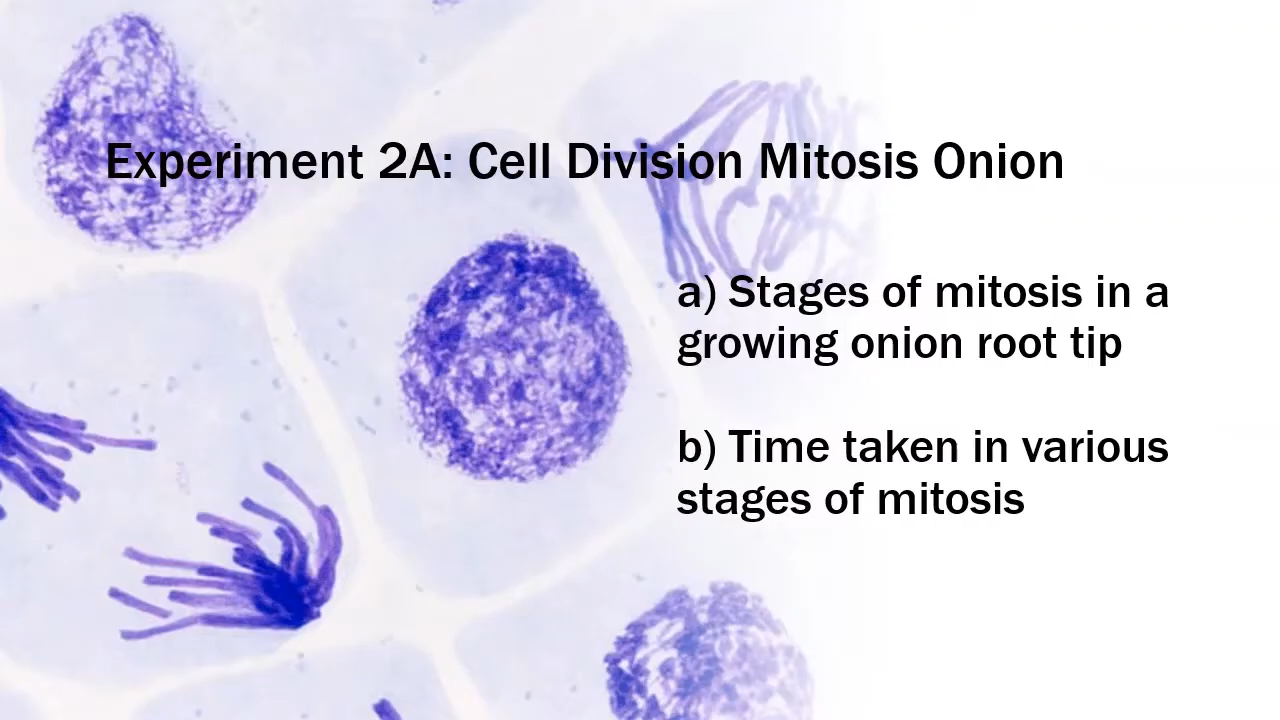 Experiment 2A: Cell Division Mitosis Onion
a) Stages of mitosis in a
growing onion root tip
b) Time taken in various
stages of mitosis